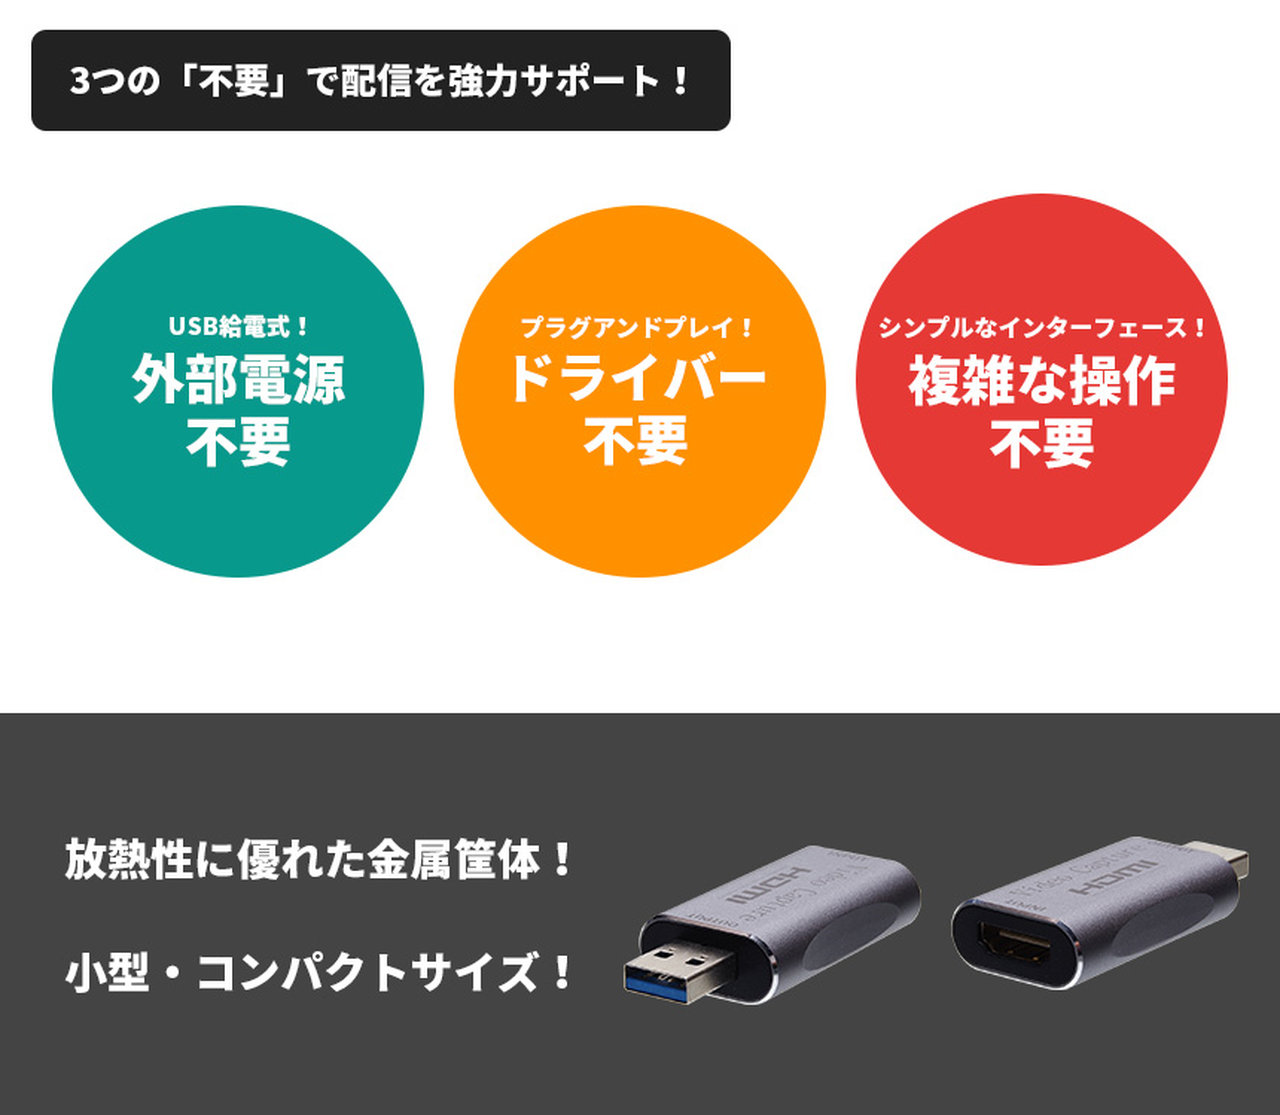 3つの「不要」で配信を強力サポート！
USB給電式！
外部電源
不要
プラグアンドプレイ！
ドライバー
不要
シンプルなインターフェース！
複雑な操作
不要
放熱性に優れた金属筐体！
小型・コンパクトサイズ！
INPUT
HDMI
Video Capture
OUTPUT
Video Capture
HDMI
INPUT